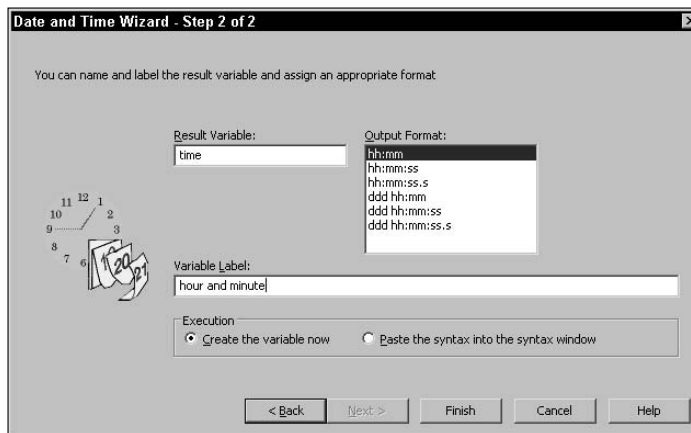 Date and Time Wizard - Step 2 of 2
You can name and label the result variable and assign an appropriate format
Result Variable:
time
Output Format:
hh:mm
hh:mm:ss
hh:mm:ss.s
ddd hh:mm
ddd hh:mm:ss
ddd hh:mm:ss.s
11 12 1
10 2
9 3
8
7 6
19 20 21
Variable Label:
hour and minute
Execution
Create the variable now
Paste the syntax into the syntax window
< Back
Next >
Finish
Cancel
Help